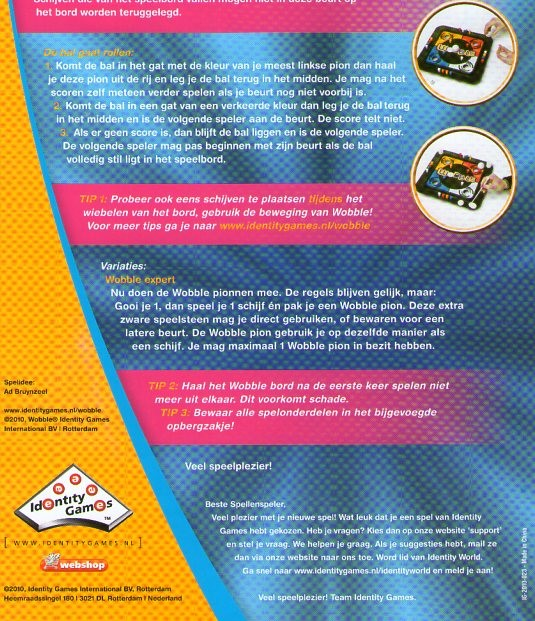 Schijven die van het speelbord vallen mogen niet in deze beurt op
het bord worden teruggelegd.
De bal gaat rollen:
1. Komt de bal in het gat met de kleur van je meest linkse pion dan haal
je deze pion uit de rij en leg je de bal terug in het midden. Je mag na het
scoren zelf meteen verder spelen als je beurt nog niet voorbij is.
2. Komt de bal in een gat van een verkeerde kleur dan leg je de bal terug
in het midden en is de volgende speler aan de beurt. De score telt niet.
3. Als er geen score is, dan blijft de bal liggen en is de volgende speler.
De volgende speler mag pas beginnen met zijn beurt als de bal
volledig stil ligt in het speelbord.
TIP 1: Probeer ook eens schijven te plaatsen tijdens het
wiebelen van het bord, gebruik de beweging van Wobble!
Voor meer tips ga je naar www.identitygames.nl/wobble
Variaties:
Wobble expert
Nu doen de Wobble pionnen mee. De regels blijven gelijk, maar:
Gooi je 1, dan speel je 1 schijf én pak je een Wobble pion. Deze extra
zware speelsteen mag je direct gebruiken, of bewaren voor een
latere beurt. De Wobble pion gebruik je op dezelfde manier als
een schijf. Je mag maximaal 1 Wobble pion in bezit hebben.
TIP 2: Haal het Wobble bord na de eerste keer spelen niet
meer uit elkaar. Dit voorkomt schade.
TIP 3: Bewaar alle spelonderdelen in het bijgevoegde
opbergzakje!
Veel speelplezier!
Spelidee:
Ad Bruynzeel
www.identitygames.nl/wobble
©2010, Wobble® Identity Games
International BV | Rotterdam
Identity
Games
TM
[ WWW.IDENTITYGAMES.NL ]
webshop
©2010, Identity Games International BV, Rotterdam
Heemraadssingel 180 | 3021 DL Rotterdam | Nederland
Beste Spellenspeler,
Veel plezier met je nieuwe spel! Wat leuk dat je een spel van Identity
Games hebt gekozen. Heb je vragen? Kies dan op onze website 'support'
en stel je vraag. We helpen je graag. Als je suggesties hebt, mail ze
dan via onze website naar ons toe. Word lid van Identity World.
Ga snel naar www.identitygames.nl/identityworld en meld je aan!
Veel speelplezier! Team Identity Games.
IG-2010-023 - Made in China